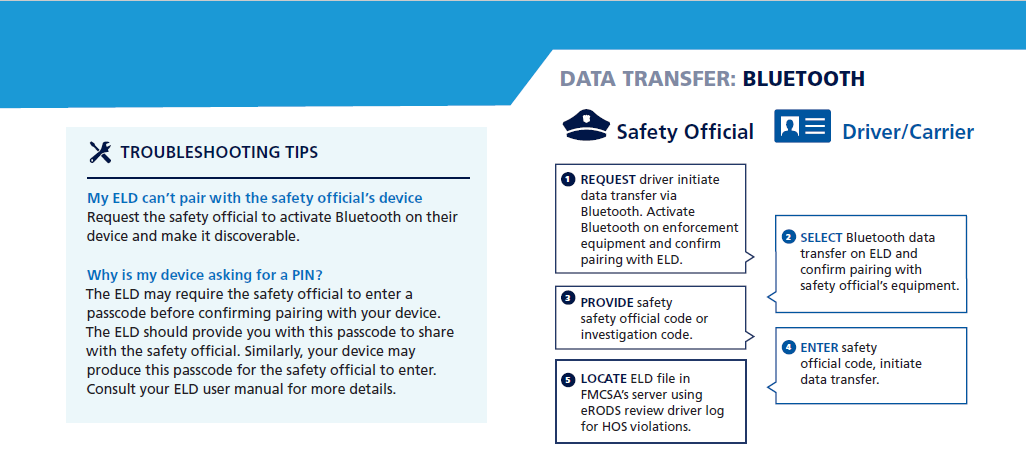 TROUBLESHOOTING TIPS
My ELD can't pair with the safety official's device
Request the safety official to activate Bluetooth on their
device and make it discoverable.
Why is my device asking for a PIN?
The ELD may require the safety official to enter a
passcode before confirming pairing with your device.
The ELD should provide you with this passcode to share
with the safety official. Similarly, your device may
produce this passcode for the safety official to enter.
Consult your ELD user manual for more details.
DATA TRANSFER: BLUETOOTH
Safety Official
Driver/Carrier
1 REQUEST driver initiate
data transfer via
Bluetooth. Activate
Bluetooth on enforcement
equipment and confirm
pairing with ELD.
2 SELECT Bluetooth data
transfer on ELD and
confirm pairing with
safety official's equipment.
3 PROVIDE safety
safety official code or
investigation code.
4 ENTER safety
official code, initiate
data transfer.
5 LOCATE ELD file in
FMCSA's server using
eRODS review driver log
for HOS violations.